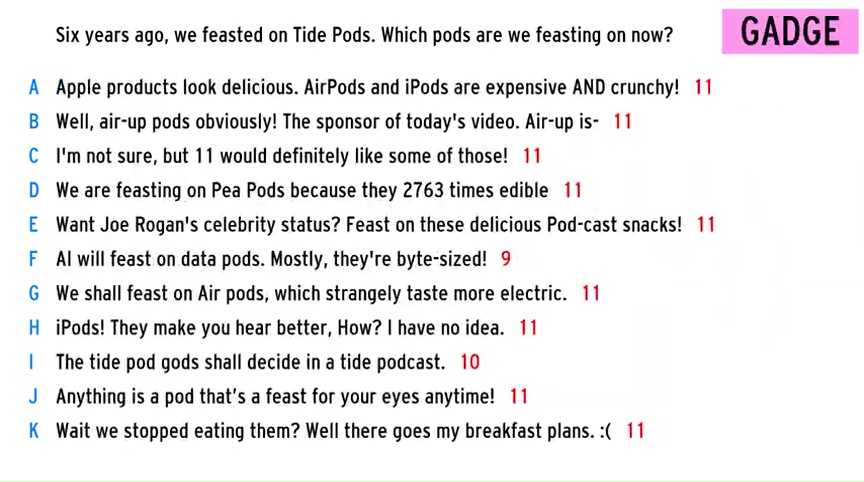 Six years ago, we feasted on Tide Pods. Which pods are we feasting on now?
GADGE
A Apple products look delicious. AirPods and iPods are expensive AND crunchy! 11
B Well, air-up pods obviously! The sponsor of today's video. Air-up is- 11
C I'm not sure, but 11 would definitely like some of those! 11
D We are feasting on Pea Pods because they 2763 times edible 11
E Want Joe Rogan's celebrity status? Feast on these delicious Pod-cast snacks! 11
F AI will feast on data pods. Mostly, they're byte-sized! 9
G We shall feast on Air pods, which strangely taste more electric. 11
H iPods! They make you hear better, How? I have no idea. 11
I The tide pod gods shall decide in a tide podcast. 10
J Anything is a pod that's a feast for your eyes anytime! 11
K Wait we stopped eating them? Well there goes my breakfast plans. :( 11